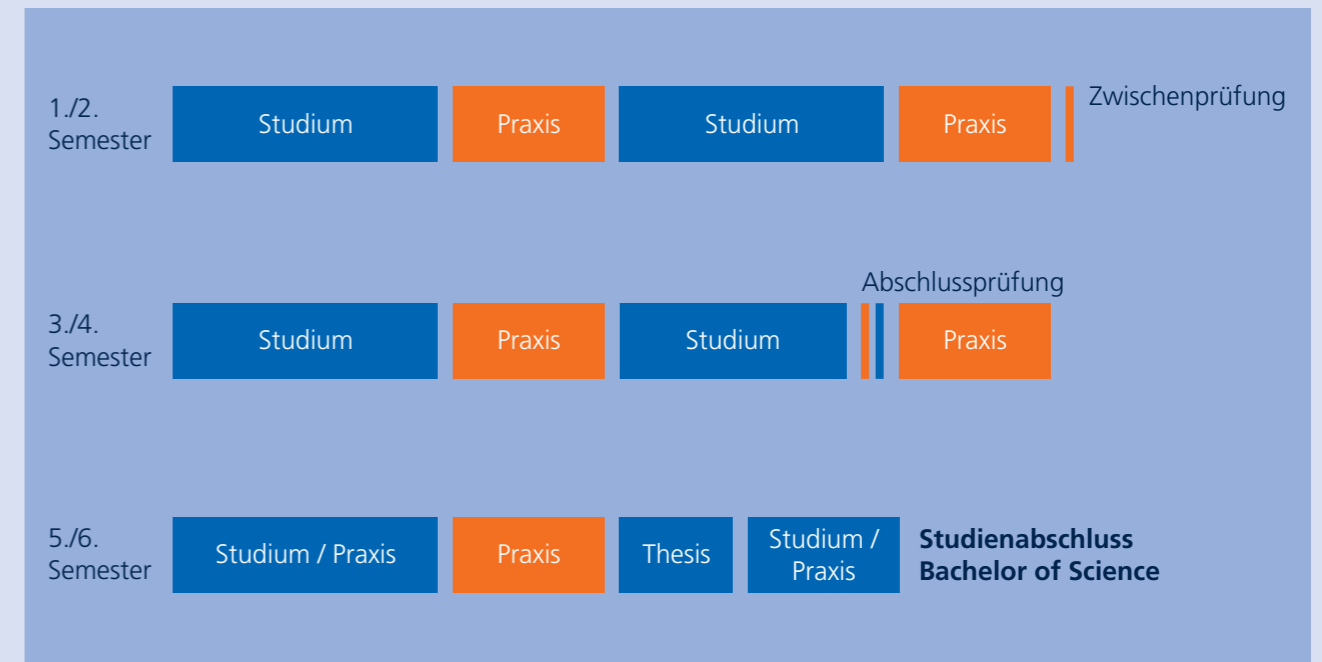 1./2.
Semester
Studium
Praxis
Studium
Praxis
Zwischenprüfung
3./4.
Semester
Studium
Praxis
Studium
Abschlussprüfung
Praxis
5./6.
Semester
Studium / Praxis
Praxis
Thesis
Studium /
Praxis
Studienabschluss
Bachelor of Science